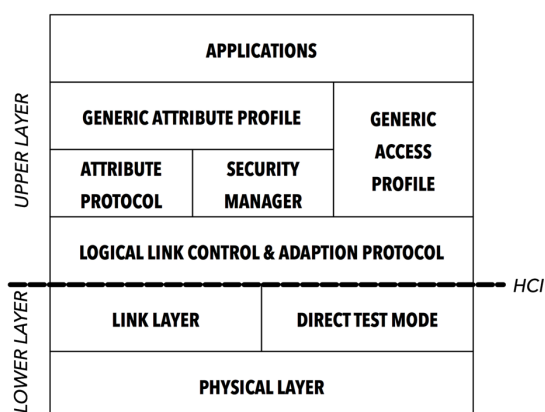 APPLICATIONS
GENERIC ATTRIBUTE PROFILE
GENERIC
ACCESS
PROFILE
ATTRIBUTE
PROTOCOL
SECURITY
MANAGER
LOGICAL LINK CONTROL & ADAPTION PROTOCOL
UPPER LAYER
HCI
LINK LAYER
DIRECT TEST MODE
PHYSICAL LAYER
LOWER LAYER